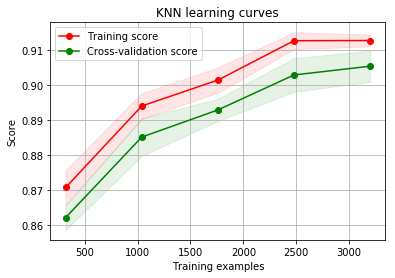 KNN learning curves
Training score
Cross-validation score
0.91
0.90
0.89
0.88
0.87
0.86
Score
500
1000
1500
2000
2500
3000
Training examples